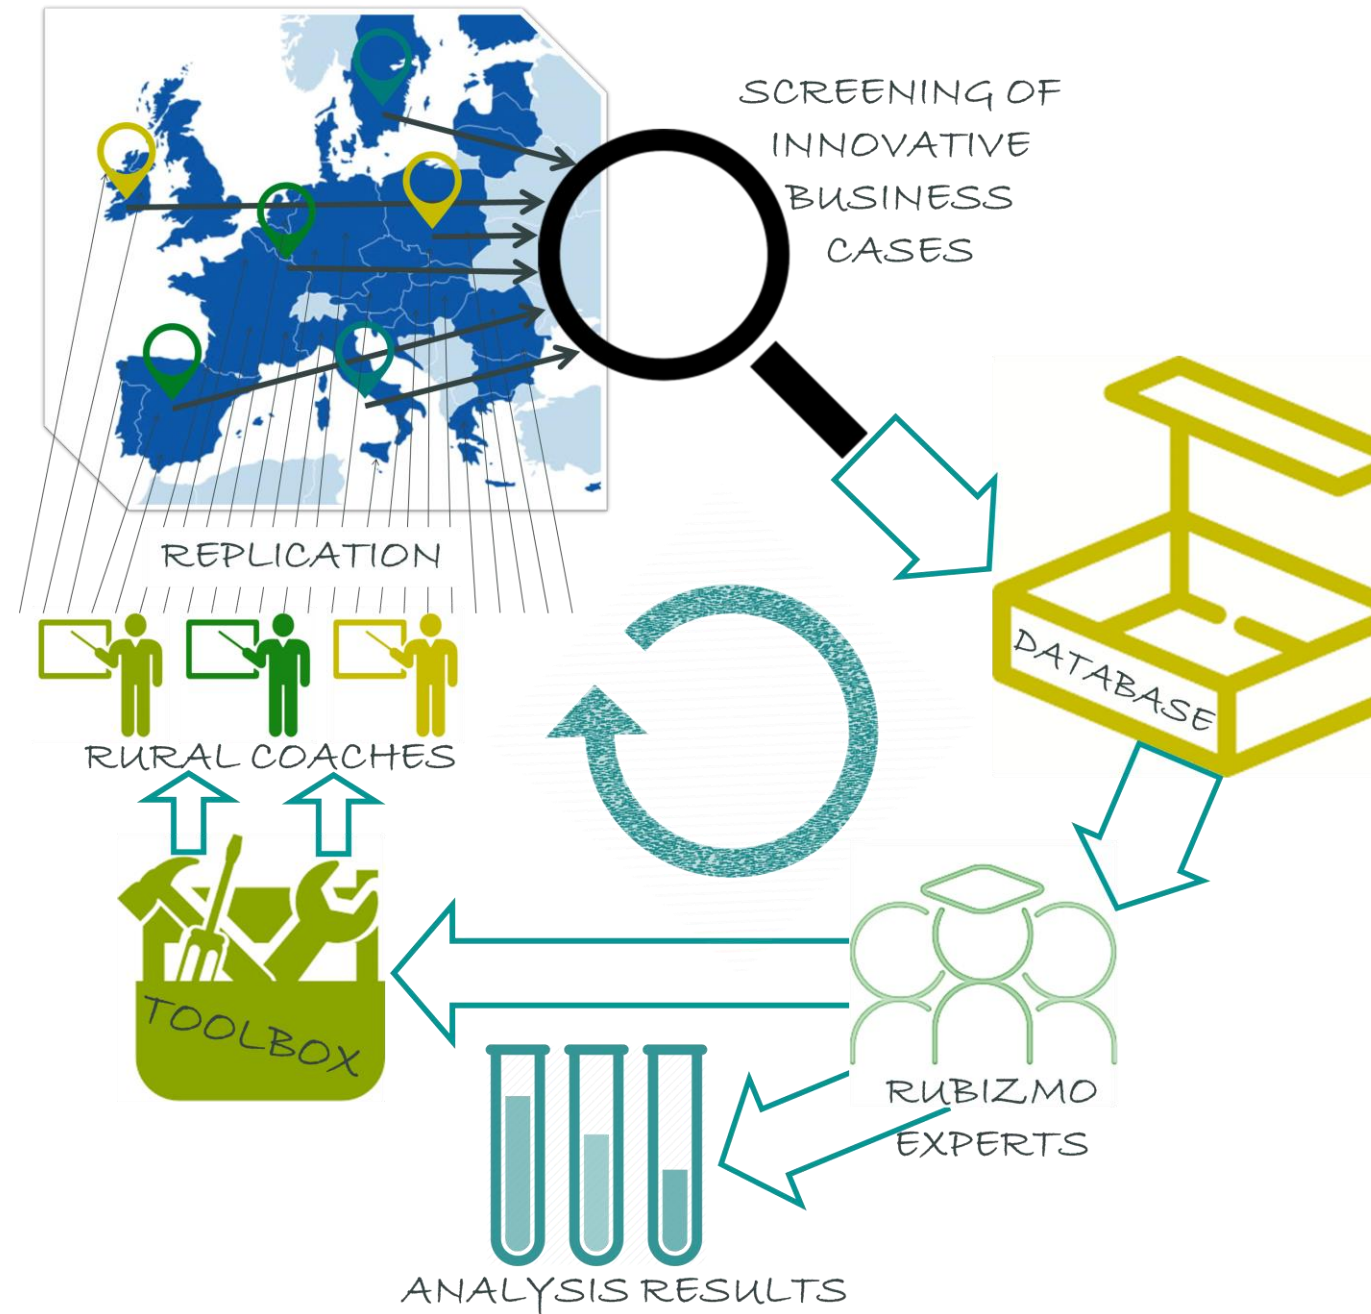 SCREENING OF
INNOVATIVE
BUSINESS
CASES
REPLICATION
DATABASE
RURAL COACHES
TOOLBOX
RUBIZMO
EXPERTS
ANALYSIS RESULTS